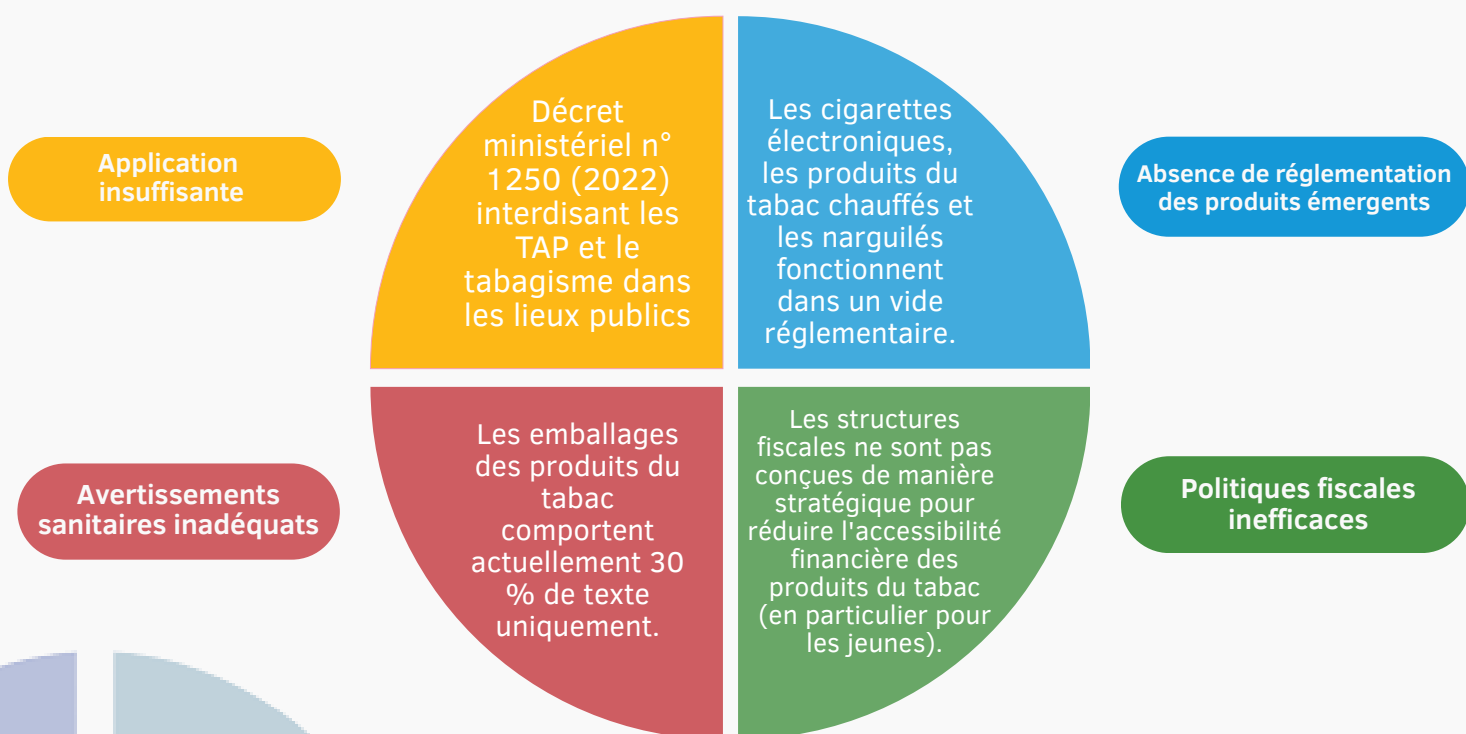 Application
insuffisante
Décret
ministériel n°
1250 (2022)
interdisant les
TAP et le
tabagisme dans
les lieux publics
Les cigarettes
électroniques,
les produits du
tabac chauffés et
les narguilés
fonctionnent
dans un vide
réglementaire.
Absence de réglementation
des produits émergents
Avertissements
sanitaires inadéquats
Les emballages
des produits du
tabac
comportent
actuellement 30
% de texte
uniquement.
Les structures
fiscales ne sont pas
conçues de manière
stratégique pour
réduire l'accessibilité
financière des
produits du tabac
(en particulier pour
les jeunes).
Politiques fiscales
inefficaces